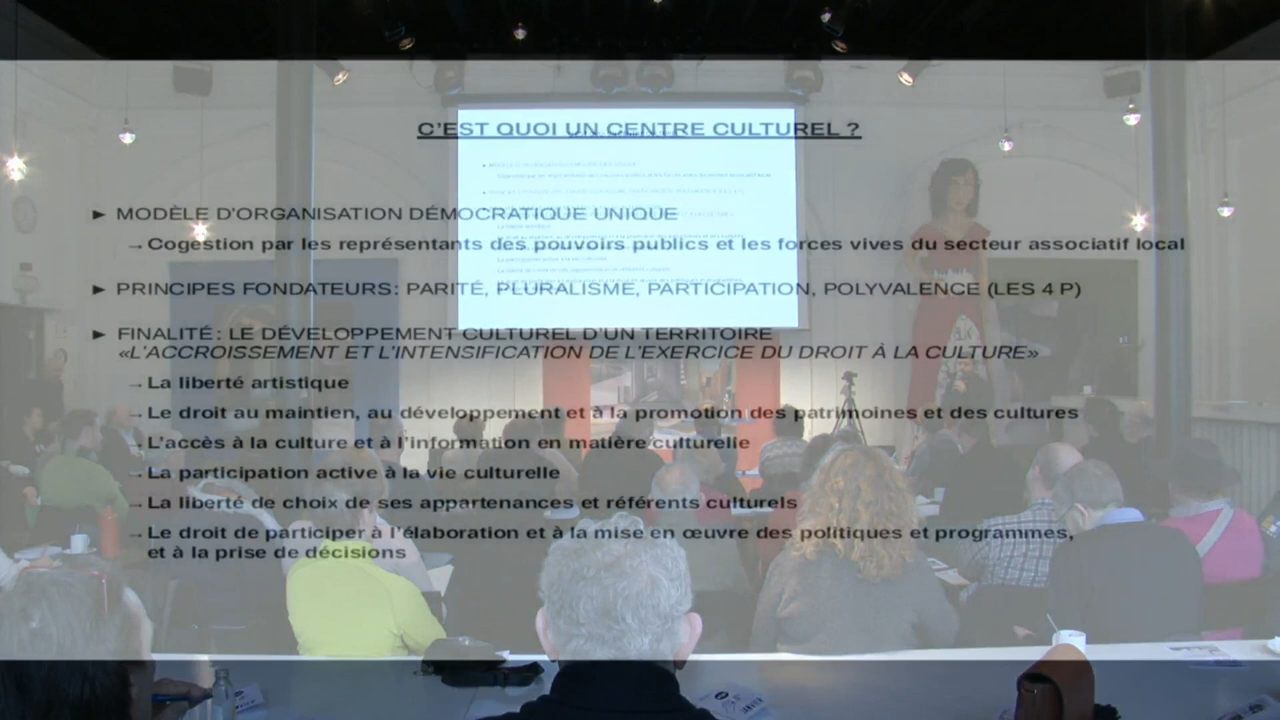 C'EST QUOI UN CENTRE CULTUREL ?
► MODÈLE D'ORGANISATION DÉMOCRATIQUE UNIQUE
→ Cogestion par les représentants des pouvoirs publics et les forces vives du secteur associatif local
► PRINCIPES FONDATEURS : PARITÉ, PLURALISME, PARTICIPATION, POLYVALENCE (LES 4 P)
► FINALITÉ : LE DÉVELOPPEMENT CULTUREL D'UN TERRITOIRE
«L'ACCROISSEMENT ET L'INTENSIFICATION DE L'EXERCICE DU DROIT À LA CULTURE»
→ La liberté artistique
→ Le droit au maintien, au développement et à la promotion des patrimoines et des cultures
→ L'accès à la culture et à l'information en matière culturelle
→ La participation active à la vie culturelle
→ La liberté de choix de ses appartenances et référents culturels
→ Le droit de participer à l'élaboration et à la mise en œuvre des politiques et programmes,
et à la prise de décisions